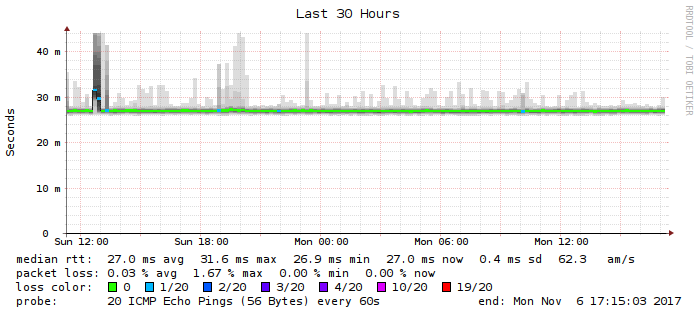 Last 30 Hours
RRDTOOL / TOBI OETIKER
Seconds
40 m
30 m
20 m
10 m
0
Sun 12:00 Sun 18:00 Mon 00:00 Mon 06:00 Mon 12:00
median rtt: 27.0 ms avg 31.6 ms max 26.9 ms min 27.0 ms now 0.4 ms sd 62.3 am/s
packet loss: 0.03 % avg 1.67 % max 0.00 % min 0.00 % now
loss color: 0 1/20 2/20 3/20 4/20 10/20 19/20
probe: 20 ICMP Echo Pings (56 Bytes) every 60s end: Mon Nov 6 17:15:03 2017